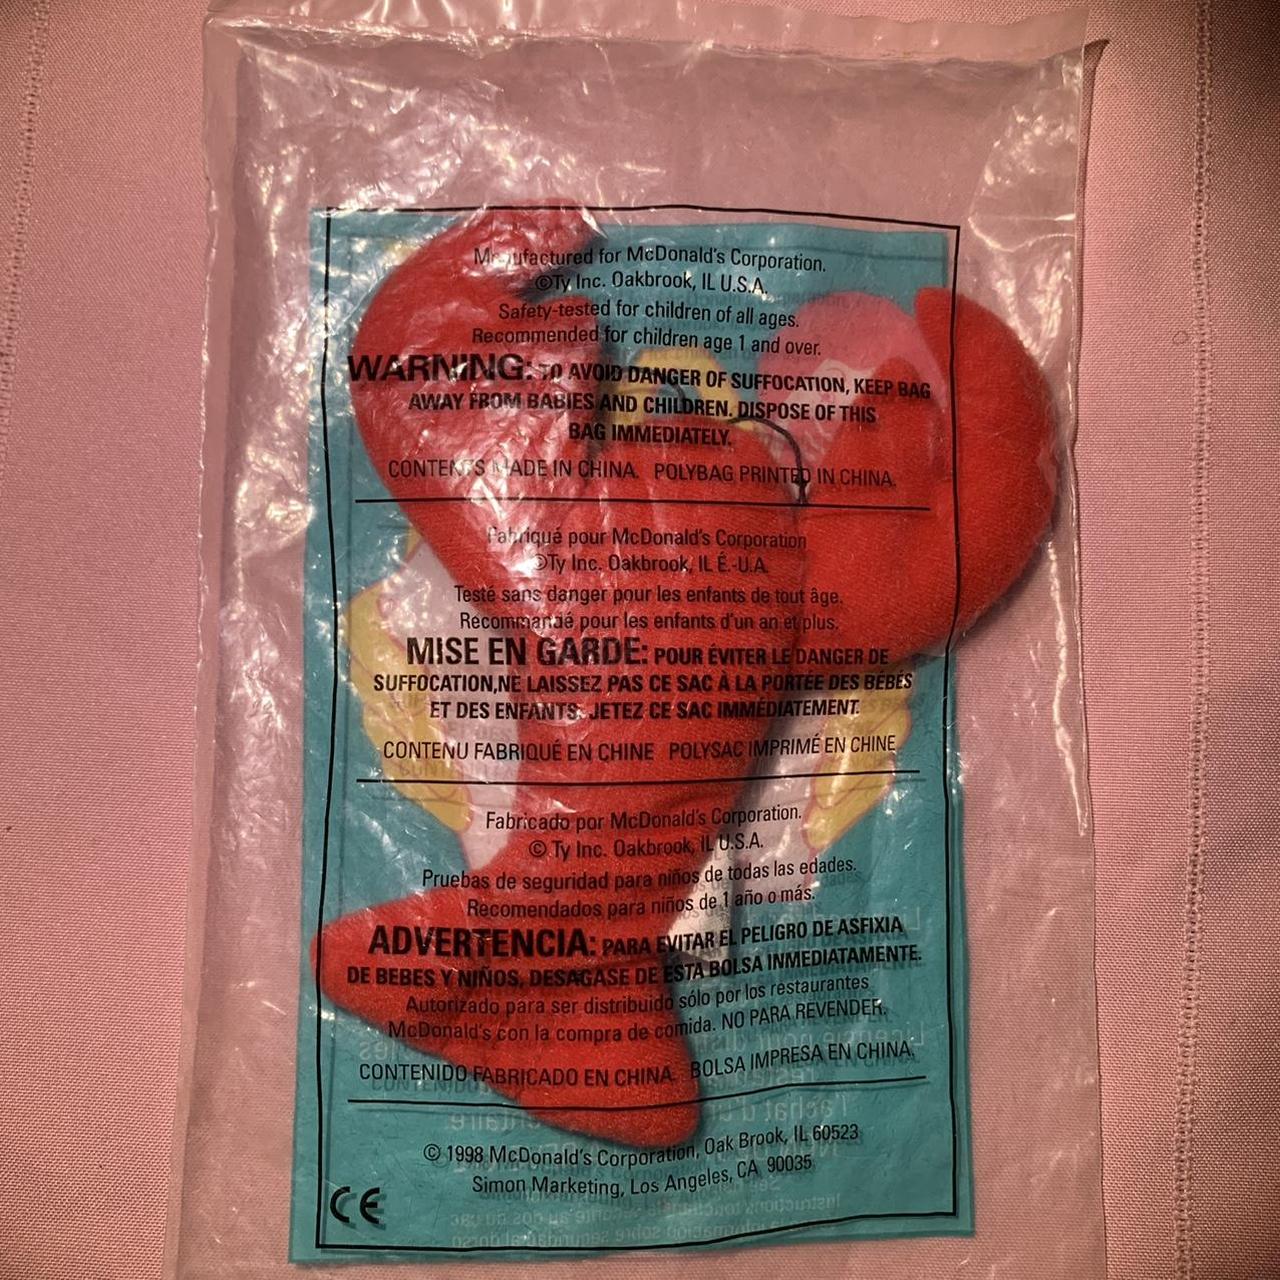 Manufactured for McDonald's Corporation.
©Ty Inc. Oakbrook, IL U.S.A.
Safety-tested for children of all ages.
Recommended for children age 1 and over.
WARNING: TO AVOID DANGER OF SUFFOCATION, KEEP BAG
AWAY FROM BABIES AND CHILDREN. DISPOSE OF THIS
BAG IMMEDIATELY.
CONTENTS MADE IN CHINA. POLYBAG PRINTED IN CHINA.
Fabriqué pour McDonald's Corporation
©Ty Inc. Oakbrook, IL É.-U.A.
Testé sans danger pour les enfants de tout âge.
Recommandé pour les enfants d'un an et plus.
MISE EN GARDE: POUR ÉVITER LE DANGER DE
SUFFOCATION,NE LAISSEZ PAS CE SAC À LA PORTÉE DES BÉBÉS
ET DES ENFANTS. JETEZ CE SAC IMMÉDIATEMENT.
CONTENU FABRIQUÉ EN CHINE POLYSAC IMPRIMÉ EN CHINE
Fabricado por McDonald's Corporation.
© Ty Inc. Oakbrook, IL U.S.A.
Pruebas de seguridad para niños de todas las edades.
Recomendados para niños de 1 año o más.
ADVERTENCIA: PARA EVITAR EL PELIGRO DE ASFIXIA
DE BEBES Y NIÑOS, DESAGASE DE ESTA BOLSA INMEDIATAMENTE.
Autorizado para ser distribuido sólo por los restaurantes
McDonald's con la compra de comida. NO PARA REVENDER.
CONTENIDO FABRICADO EN CHINA. BOLSA IMPRESA EN CHINA.
© 1998 McDonald's Corporation, Oak Brook, IL 60523
Simon Marketing, Los Angeles, CA 90035
CE